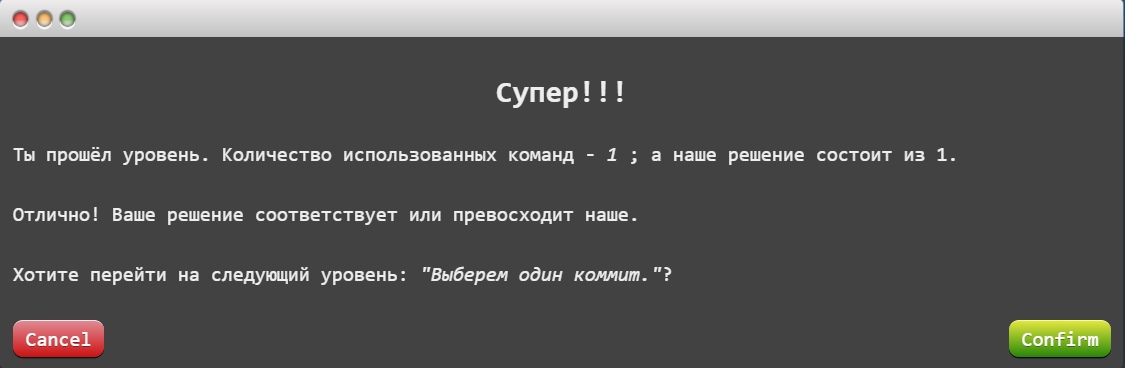 Супер!!!
Ты прошёл уровень. Количество использованных команд - 1 ; а наше решение состоит из 1.
Отлично! Ваше решение соответствует или превосходит наше.
Хотите перейти на следующий уровень: "Выберем один коммит."?
Cancel
Confirm